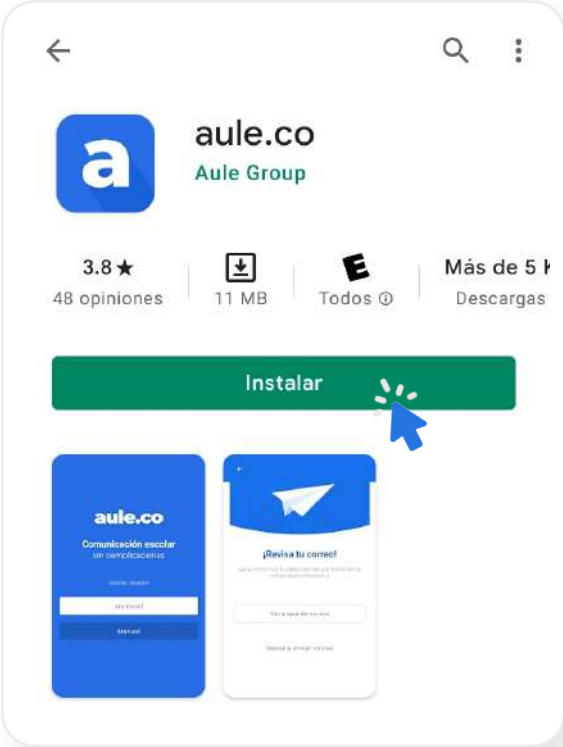 a
aule.co
Aule Group
3.8★
48 opiniones
11 MB
E
Todos
Más de 5 K
Descargas
Instalar
aule.co
Comunicación escolar
sin complicaciones
¡Revisa tu correo!